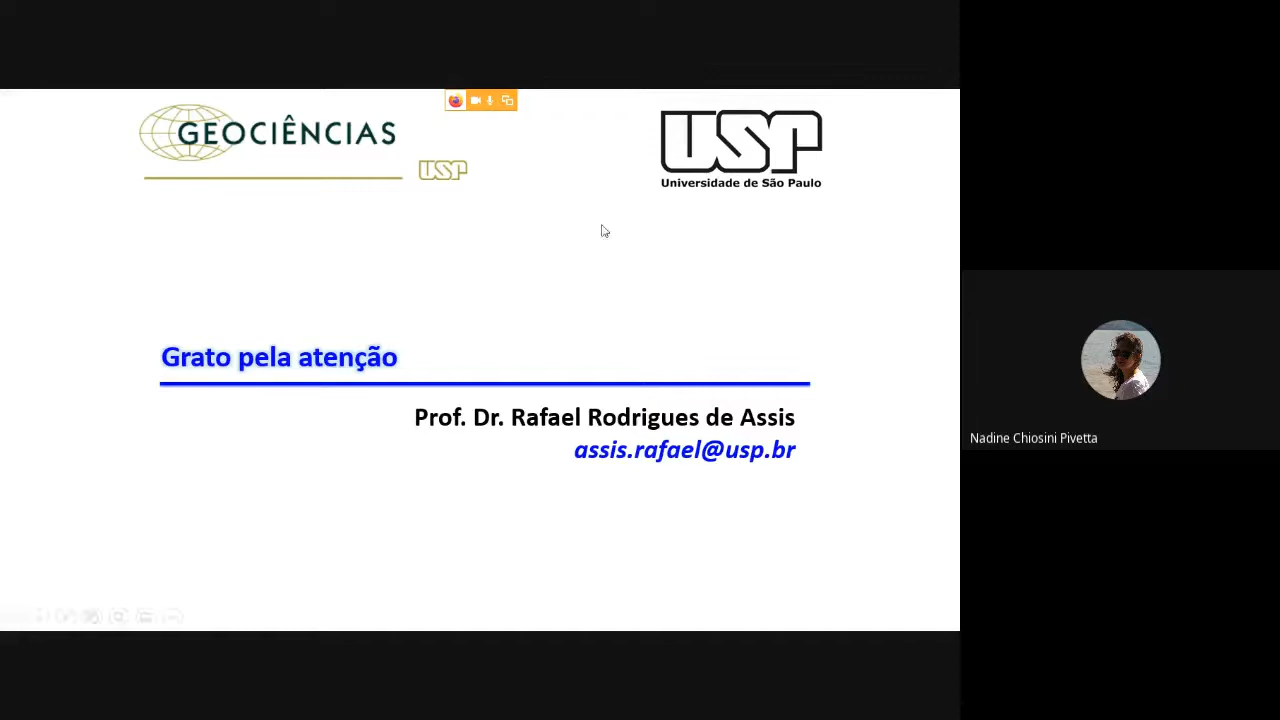 GEOCIÊNCIAS
USP
USP
Universidade de São Paulo
Grato pela atenção
Prof. Dr. Rafael Rodrigues de Assis
assis.rafael@usp.br
Nadine Chiosini Pivetta